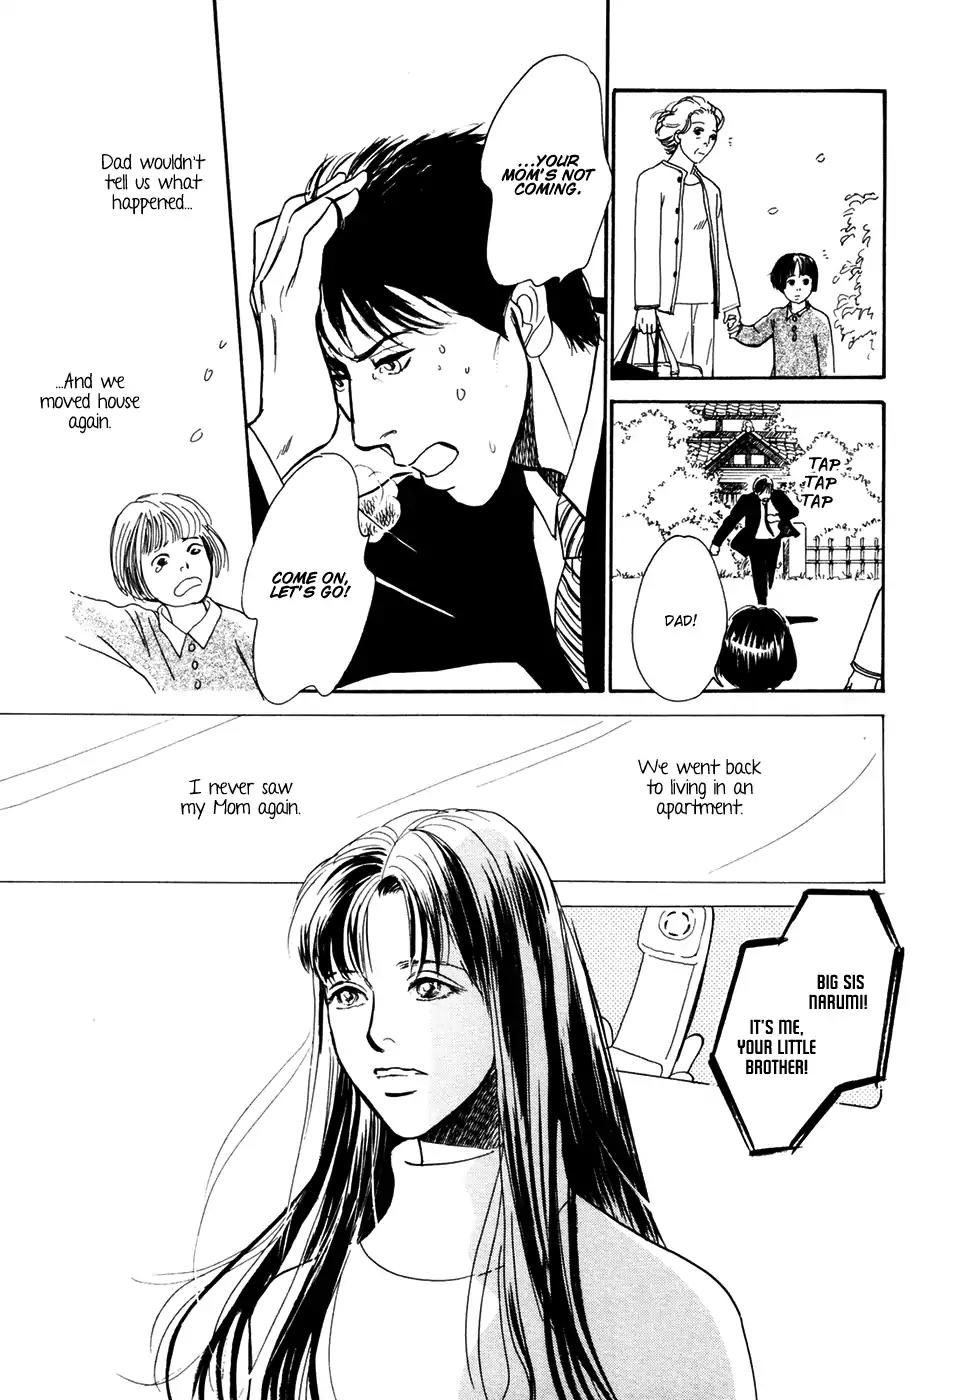 TAP
TAP
TAP
DAD!
...YOUR
MOM'S NOT
COMING.
COME ON,
LET'S GO!
Dad wouldn't
tell us what
happened...
...And we
moved house
again.
We went back
to living in an
apartment.
I never saw
my Mom again.
BIG SIS
NARUMI!
IT'S ME,
YOUR LITTLE
BROTHER!